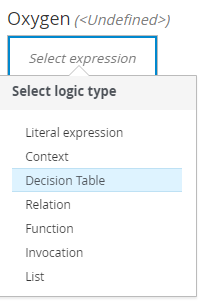 Oxygen (<Undefined>)
Select expression
Select logic type
Literal expression
Context
Decision Table
Relation
Function
Invocation
List